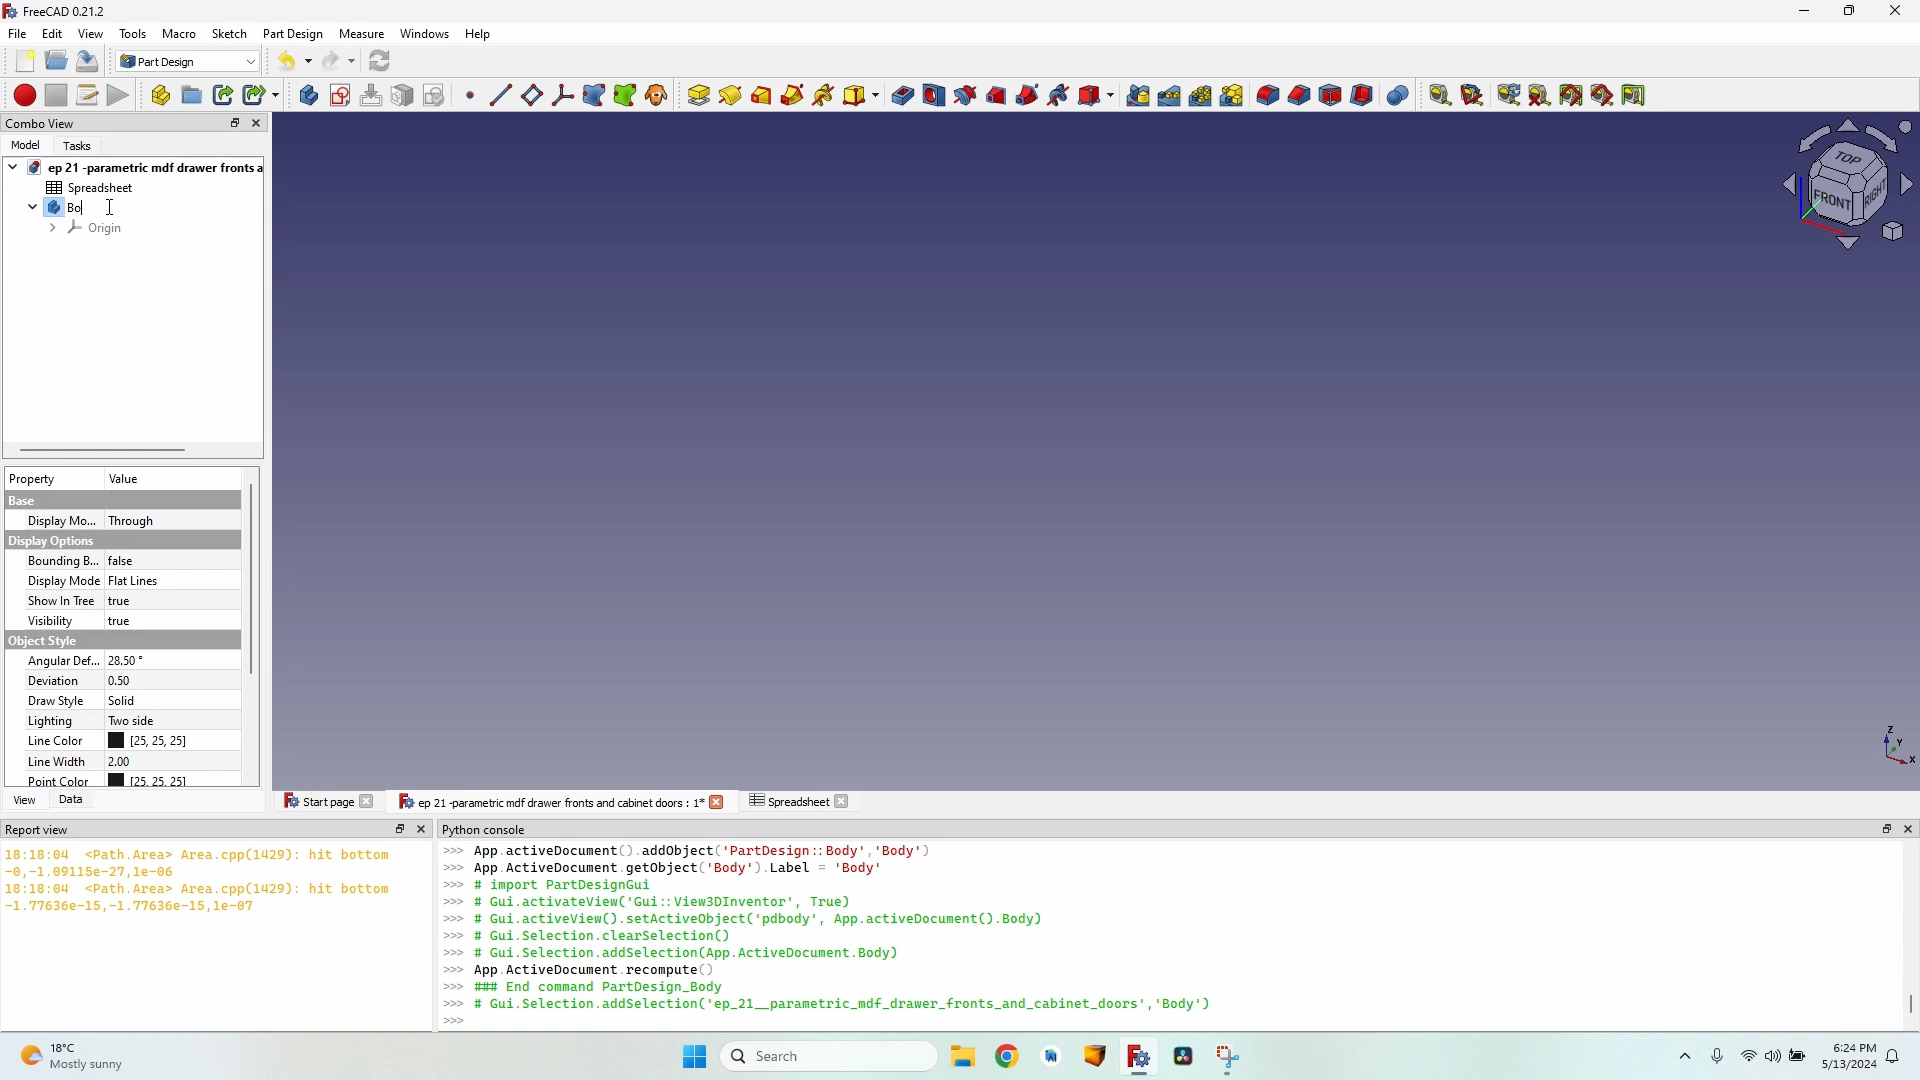 FreeCAD 0.21.2
File Edit View Tools Macro Sketch Part Design Measure Windows Help
Part Design
Combo View
Model Tasks
ep 21 -parametric mdf drawer fronts a
Spreadsheet
Bo
Origin
TOP
FRONT
RIGHT
Property Value
Base
Display Mo... Through
Display Options
Bounding B... false
Display Mode Flat Lines
Show In Tree true
Visibility true
Object Style
Angular Def... 28.50 °
Deviation 0.50
Draw Style Solid
Lighting Two side
Line Color [25, 25, 25]
Line Width 2.00
Point Color [25, 25, 25]
View Data
Z
Y
X
Start page ep 21 -parametric mdf drawer fronts and cabinet doors : 1* Spreadsheet
Report view
18:18:04 <Path.Area> Area.cpp(1429): hit bottom
-0,-1.09115e-27,1e-06
18:18:04 <Path.Area> Area.cpp(1429): hit bottom
-1.77636e-15,-1.77636e-15,1e-07
Python console
>>> App.activeDocument().addObject('PartDesign::Body','Body')
>>> App.ActiveDocument.getObject('Body').Label = 'Body'
>>> # import PartDesignGui
>>> # Gui.activateView('Gui::View3DInventor', True)
>>> # Gui.activeView().setActiveObject('pdbody', App.activeDocument().Body)
>>> # Gui.Selection.clearSelection()
>>> # Gui.Selection.addSelection(App.ActiveDocument.Body)
>>> App.ActiveDocument.recompute()
>>> ### End command PartDesign_Body
>>> # Gui.Selection.addSelection('ep_21__parametric_mdf_drawer_fronts_and_cabinet_doors','Body')
>>>
18°C
Mostly sunny
Search
6:24 PM
5/13/2024